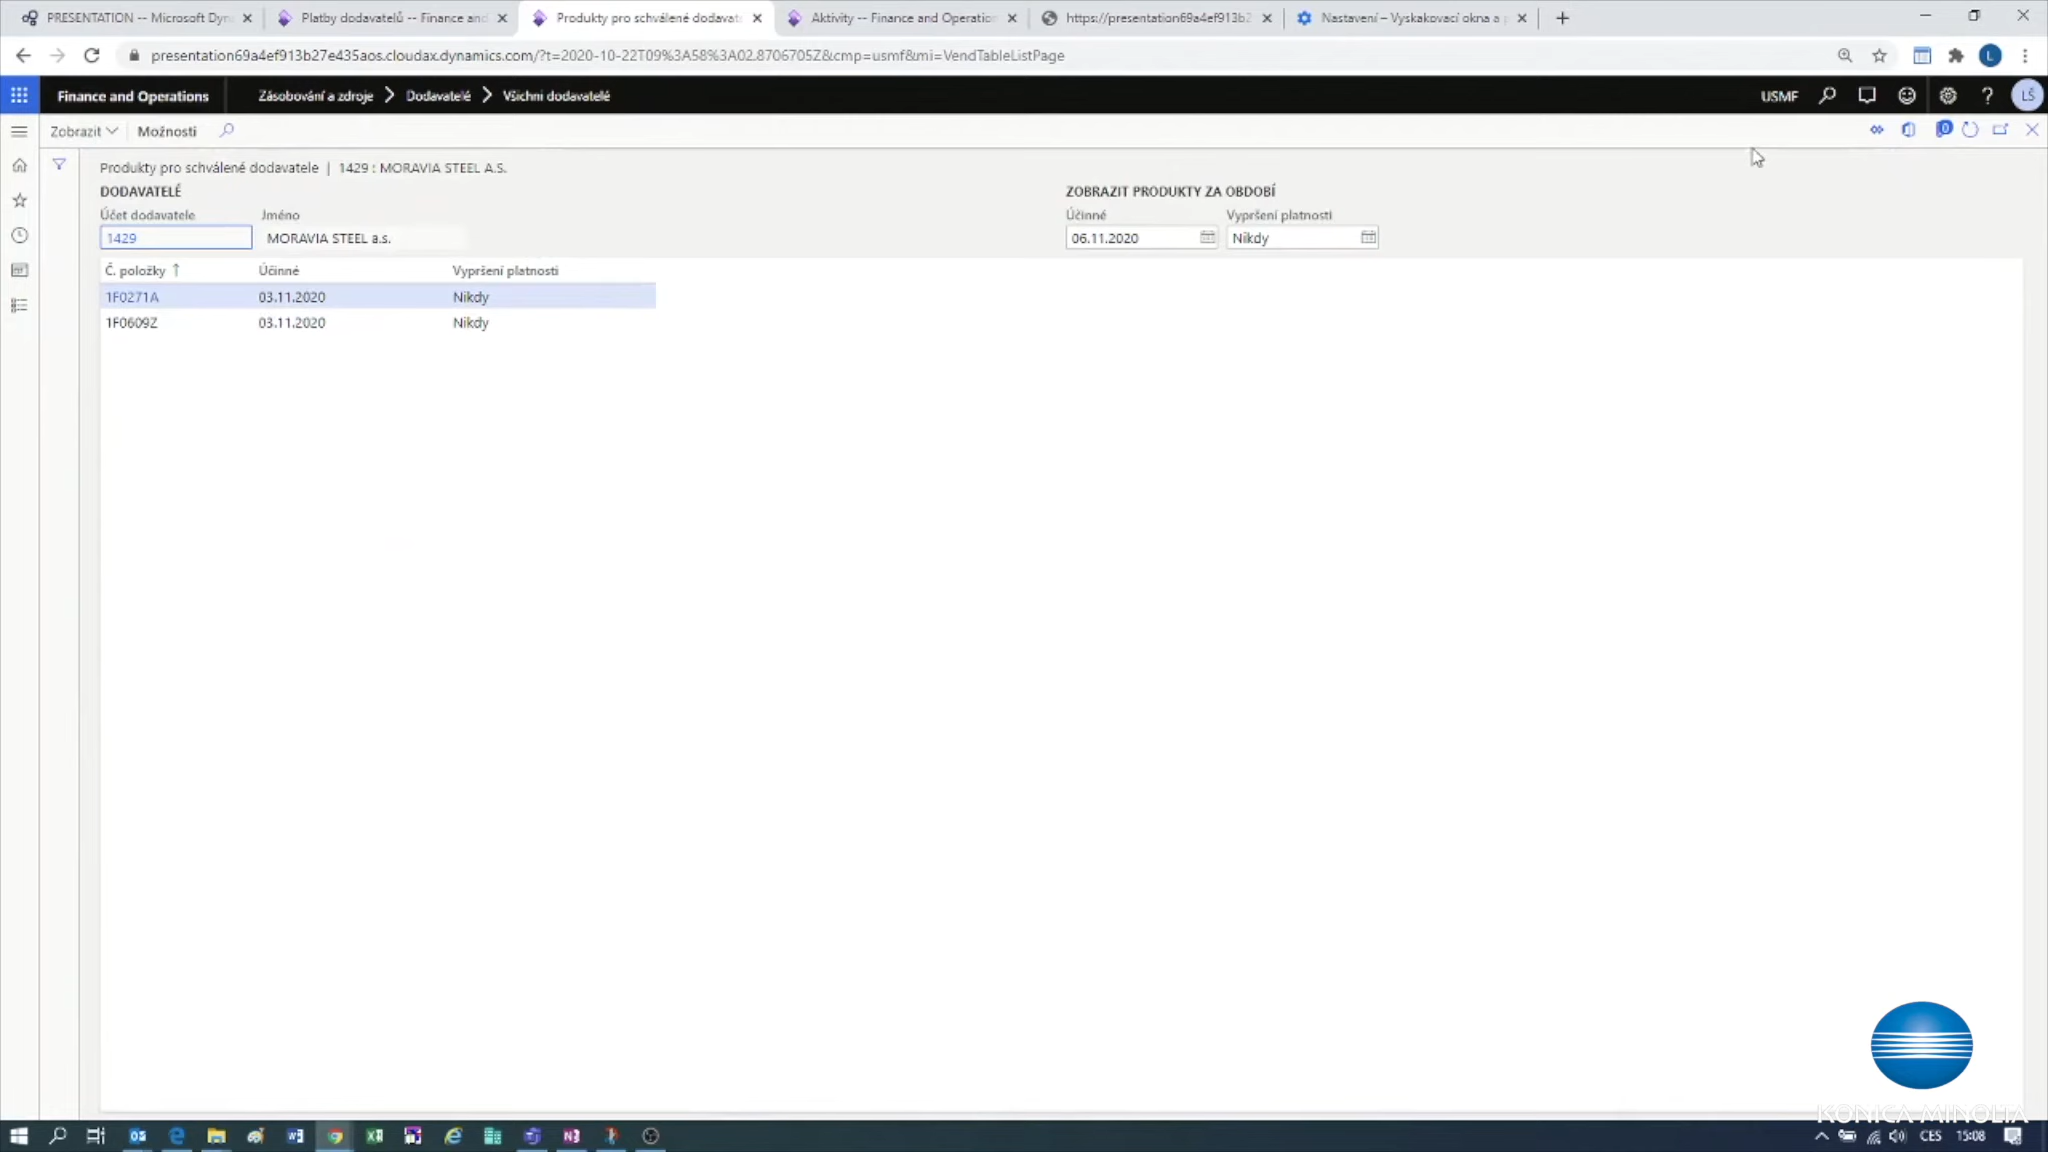 PRESENTATION -- Microsoft Dyn
Platby dodavatelů -- Finance and
Produkty pro schválené dodavat
Aktivity -- Finance and Operation
https://presentation69a4ef913b2
Nastavení – Vyskakovací okna a p
presentation69a4ef913b27e435aos.cloudax.dynamics.com/?t=2020-10-22T09%3A58%3A02.8706705Z&cmp=usmf&mi=VendTableListPage
L
Finance and Operations
Zásobování a zdroje
Dodavatelé
Všichni dodavatelé
USMF
?
LŠ
Zobrazit
Možnosti
0
Produkty pro schválené dodavatele | 1429 : MORAVIA STEEL A.S.
DODAVATELÉ
ZOBRAZIT PRODUKTY ZA OBDOBÍ
Účet dodavatele
Jméno
Účinné
Vypršení platnosti
1429
MORAVIA STEEL a.s.
06.11.2020
Nikdy
Č. položky ↑
Účinné
Vypršení platnosti
1F0271A
03.11.2020
Nikdy
1F0609Z
03.11.2020
Nikdy
KONICA MINOLTA
CES
15:08